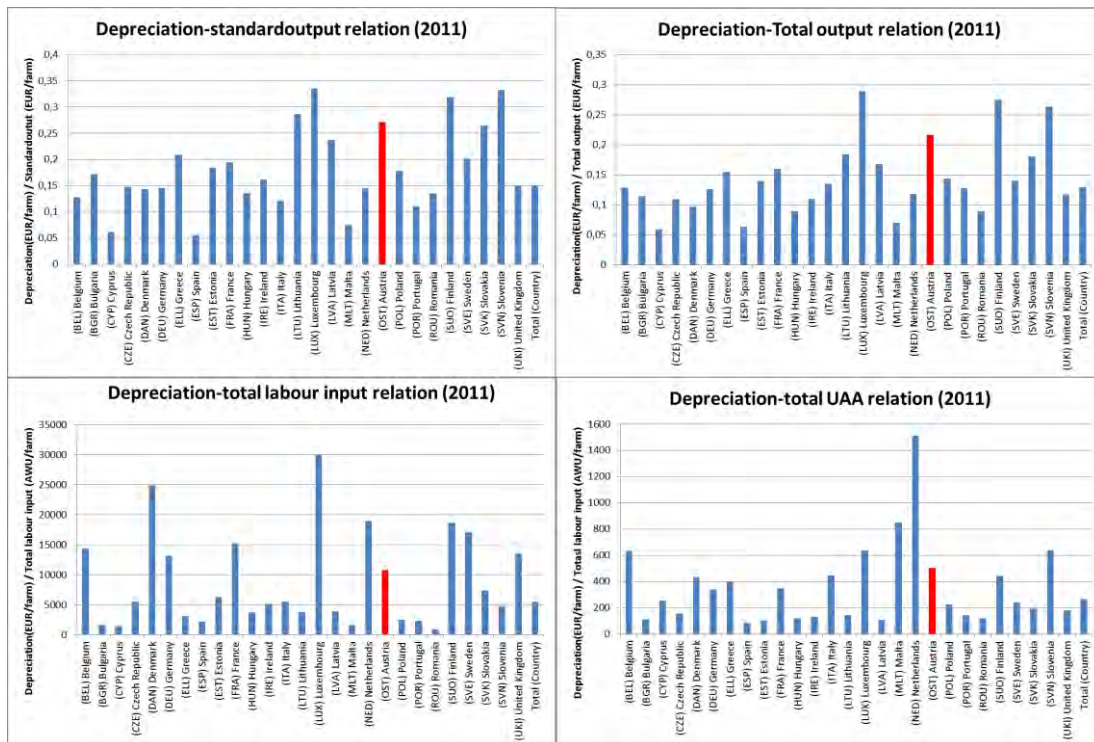 Depreciation-standardoutput relation (2011)
Depreciation(EUR/farm) / Standardoutut (EUR/farm)
0,4
0,35
0,3
0,25
0,2
0,15
0,1
0,05
0
(BEL) Belgium
(BGR) Bulgaria
(CYP) Cyprus
(CZE) Czech Republic
(DAN) Denmark
(DEU) Germany
(ELL) Greece
(ESP) Spain
(EST) Estonia
(FRA) France
(HUN) Hungary
(IRE) Ireland
(ITA) Italy
(LTU) Lithuania
(LUX) Luxembourg
(LVA) Latvia
(MLT) Malta
(NED) Netherlands
(OST) Austria
(POL) Poland
(POR) Portugal
(ROU) Romania
(SUO) Finland
(SVE) Sweden
(SVK) Slovakia
(SVN) Slovenia
(UKI) United Kingdom
Total (Country)
Depreciation-Total output relation (2011)
Depreciation(EUR/farm) / Total output (EUR/farm)
0,35
0,3
0,25
0,2
0,15
0,1
0,05
0
(BEL) Belgium
(BGR) Bulgaria
(CYP) Cyprus
(CZE) Czech Republic
(DAN) Denmark
(DEU) Germany
(ELL) Greece
(ESP) Spain
(EST) Estonia
(FRA) France
(HUN) Hungary
(IRE) Ireland
(ITA) Italy
(LTU) Lithuania
(LUX) Luxembourg
(LVA) Latvia
(MLT) Malta
(NED) Netherlands
(OST) Austria
(POL) Poland
(POR) Portugal
(ROU) Romania
(SUO) Finland
(SVE) Sweden
(SVK) Slovakia
(SVN) Slovenia
(UKI) United Kingdom
Total (Country)
Depreciation-total labour input relation (2011)
Depreciation(EUR/farm) / Total labour input (AWU/farm)
35000
30000
25000
20000
15000
10000
5000
0
(BEL) Belgium
(BGR) Bulgaria
(CYP) Cyprus
(CZE) Czech Republic
(DAN) Denmark
(DEU) Germany
(ELL) Greece
(ESP) Spain
(EST) Estonia
(FRA) France
(HUN) Hungary
(IRE) Ireland
(ITA) Italy
(LTU) Lithuania
(LUX) Luxembourg
(LVA) Latvia
(MLT) Malta
(NED) Netherlands
(OST) Austria
(POL) Poland
(POR) Portugal
(ROU) Romania
(SUO) Finland
(SVE) Sweden
(SVK) Slovakia
(SVN) Slovenia
(UKI) United Kingdom
Total (Country)
Depreciation-total UAA relation (2011)
Depreciation(EUR/farm) / Totasl labour input (AWU/farm)
1600
1400
1200
1000
800
600
400
200
0
(BEL) Belgium
(BGR) Bulgaria
(CYP) Cyprus
(CZE) Czech Republic
(DAN) Denmark
(DEU) Germany
(ELL) Greece
(ESP) Spain
(EST) Estonia
(FRA) France
(HUN) Hungary
(IRE) Ireland
(ITA) Italy
(LTU) Lithuania
(LUX) Luxembourg
(LVA) Latvia
(MLT) Malta
(NED) Netherlands
(OST) Austria
(POL) Poland
(POR) Portugal
(ROU) Romania
(SUO) Finland
(SVE) Sweden
(SVK) Slovakia
(SVN) Slovenia
(UKI) United Kingdom
Total (Country)